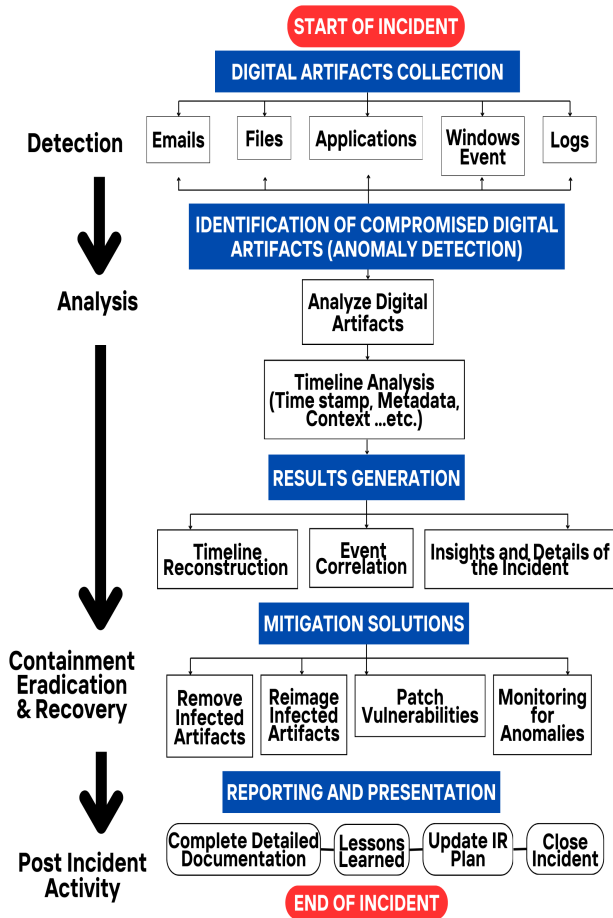 START OF INCIDENT
DIGITAL ARTIFACTS COLLECTION
Detection
Emails
Files
Applications
Windows
Event
Logs
IDENTIFICATION OF COMPROMISED DIGITAL
ARTIFACTS (ANOMALY DETECTION)
Analysis
Analyze Digital
Artifacts
Timeline Analysis
(Time stamp, Metadata,
Context ...etc.)
RESULTS GENERATION
Timeline
Reconstruction
Event
Correlation
Insights and Details of
the Incident
MITIGATION SOLUTIONS
Containment
Eradication
& Recovery
Remove
Infected
Artifacts
Reimage
Infected
Artifacts
Patch
Vulnerabilities
Monitoring
for
Anomalies
REPORTING AND PRESENTATION
Post Incident
Activity
Complete Detailed
Documentation
Lessons
Learned
Update IR
Plan
Close
Incident
END OF INCIDENT